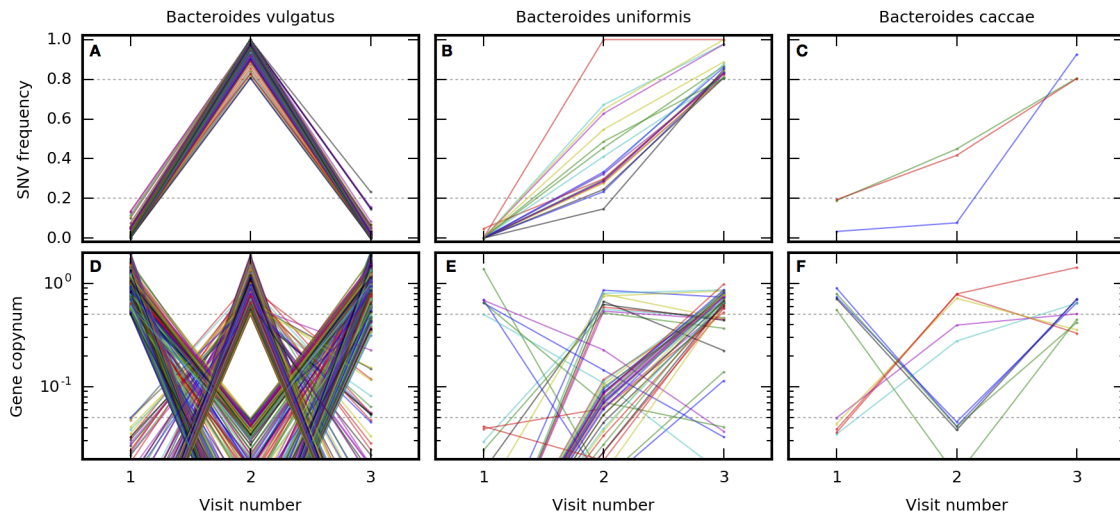 Bacteroides vulgatus
Bacteroides uniformis
Bacteroides caccae
SNV frequency
1.0
0.8
0.6
0.4
0.2
0.0
A
B
C
Gene copynum
10⁰
10⁻¹
D
E
F
1 2 3
1 2 3
1 2 3
Visit number
Visit number
Visit number